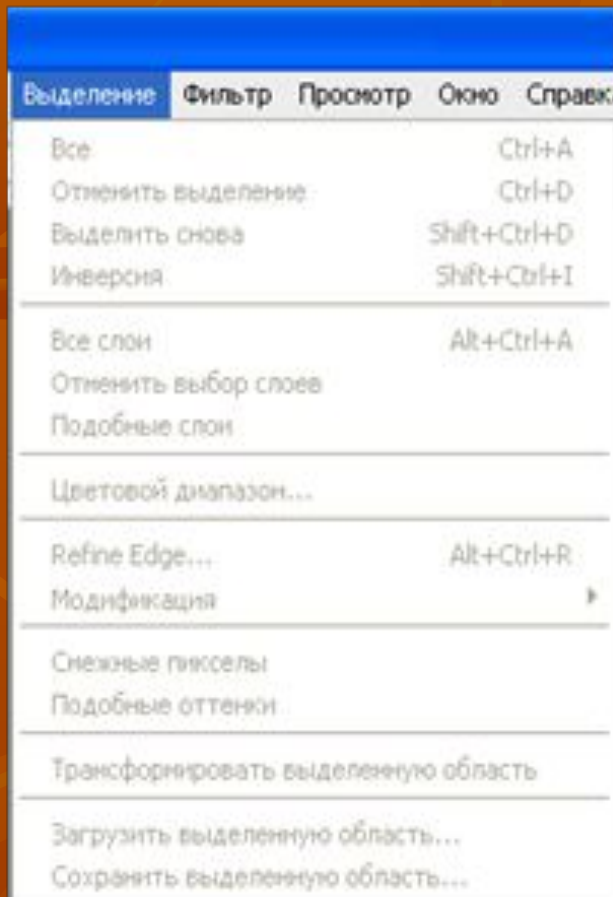 Выделение Фильтр Просмотр Окно Справк
Все Ctrl+A
Отменить выделение Ctrl+D
Выделить снова Shift+Ctrl+D
Инверсия Shift+Ctrl+I
Все слои Alt+Ctrl+A
Отменить выбор слоев
Подобные слои
Цветовой диапазон...
Refine Edge... Alt+Ctrl+R
Модификация
Смежные пикселы
Подобные оттенки
Трансформировать выделенную область
Загрузить выделенную область...
Сохранить выделенную область...